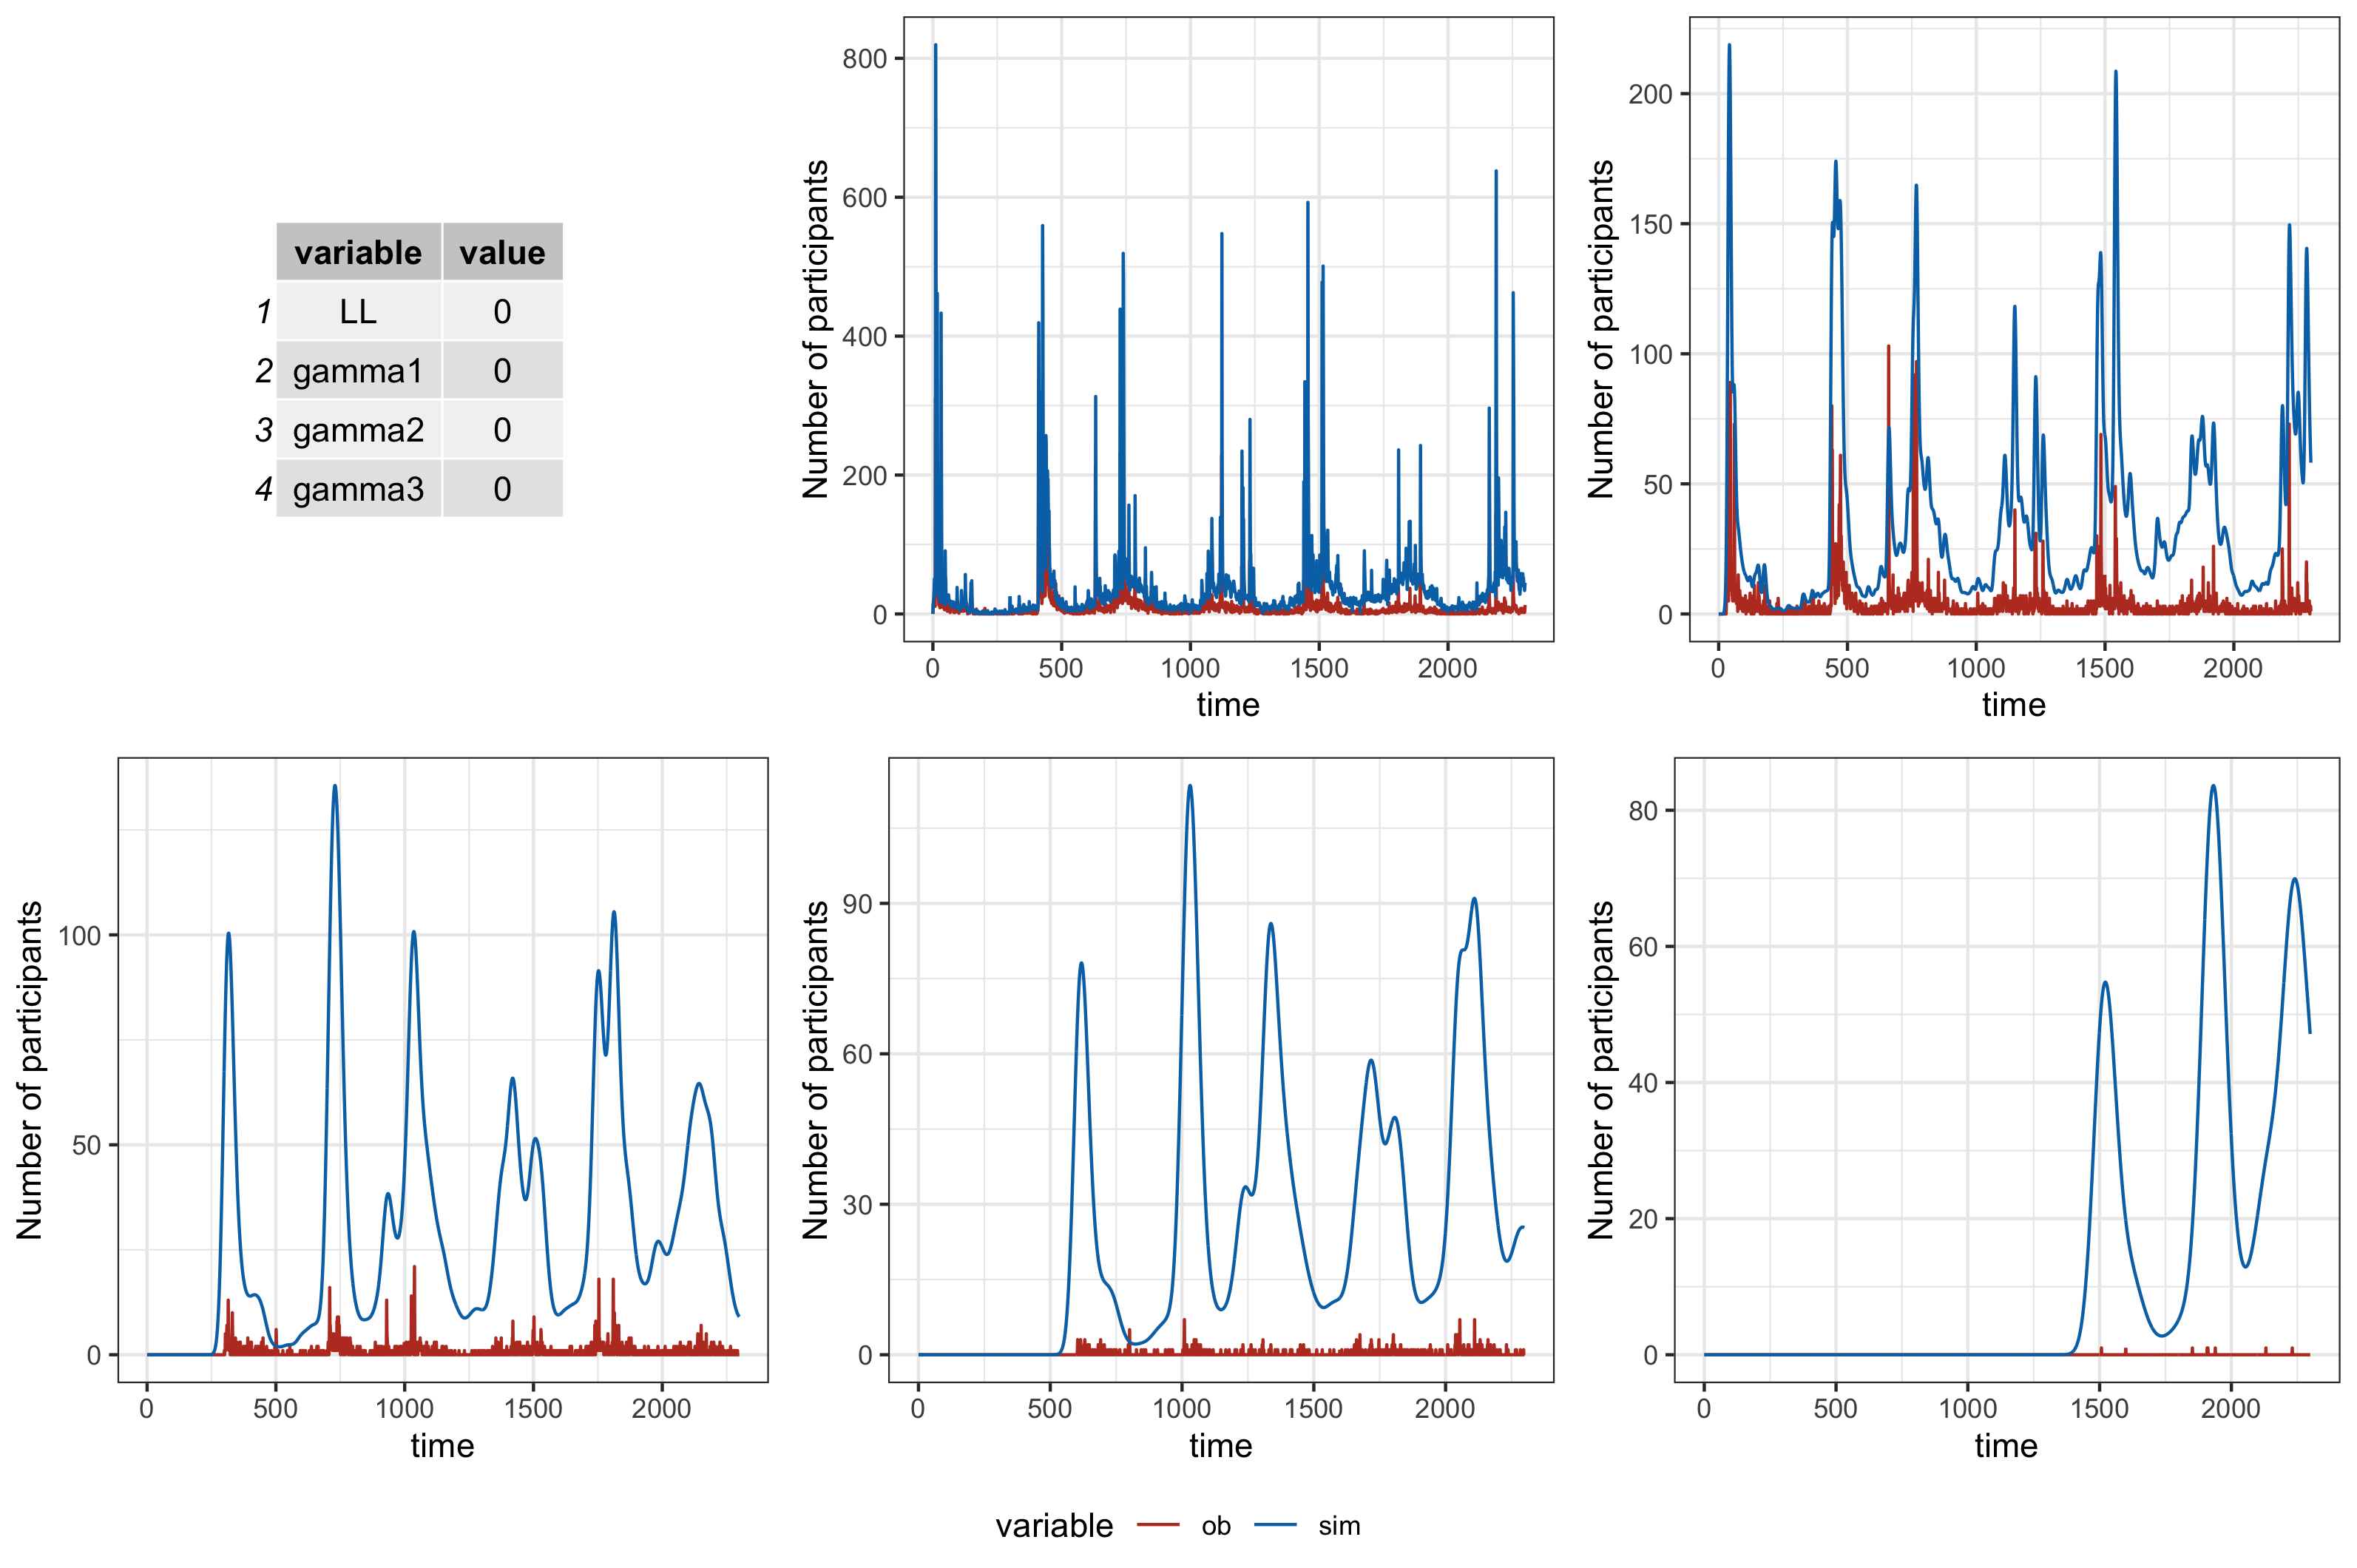 variable value
1 LL 0
2 gamma1 0
3 gamma2 0
4 gamma3 0
Number of participants
800
600
400
200
0
0 500 1000 1500 2000
time
Number of participants
200
150
100
50
0
0 500 1000 1500 2000
time
Number of participants
100
50
0
0 500 1000 1500 2000
time
Number of participants
90
60
30
0
0 500 1000 1500 2000
time
Number of participants
80
60
40
20
0
0 500 1000 1500 2000
time
variable ob sim